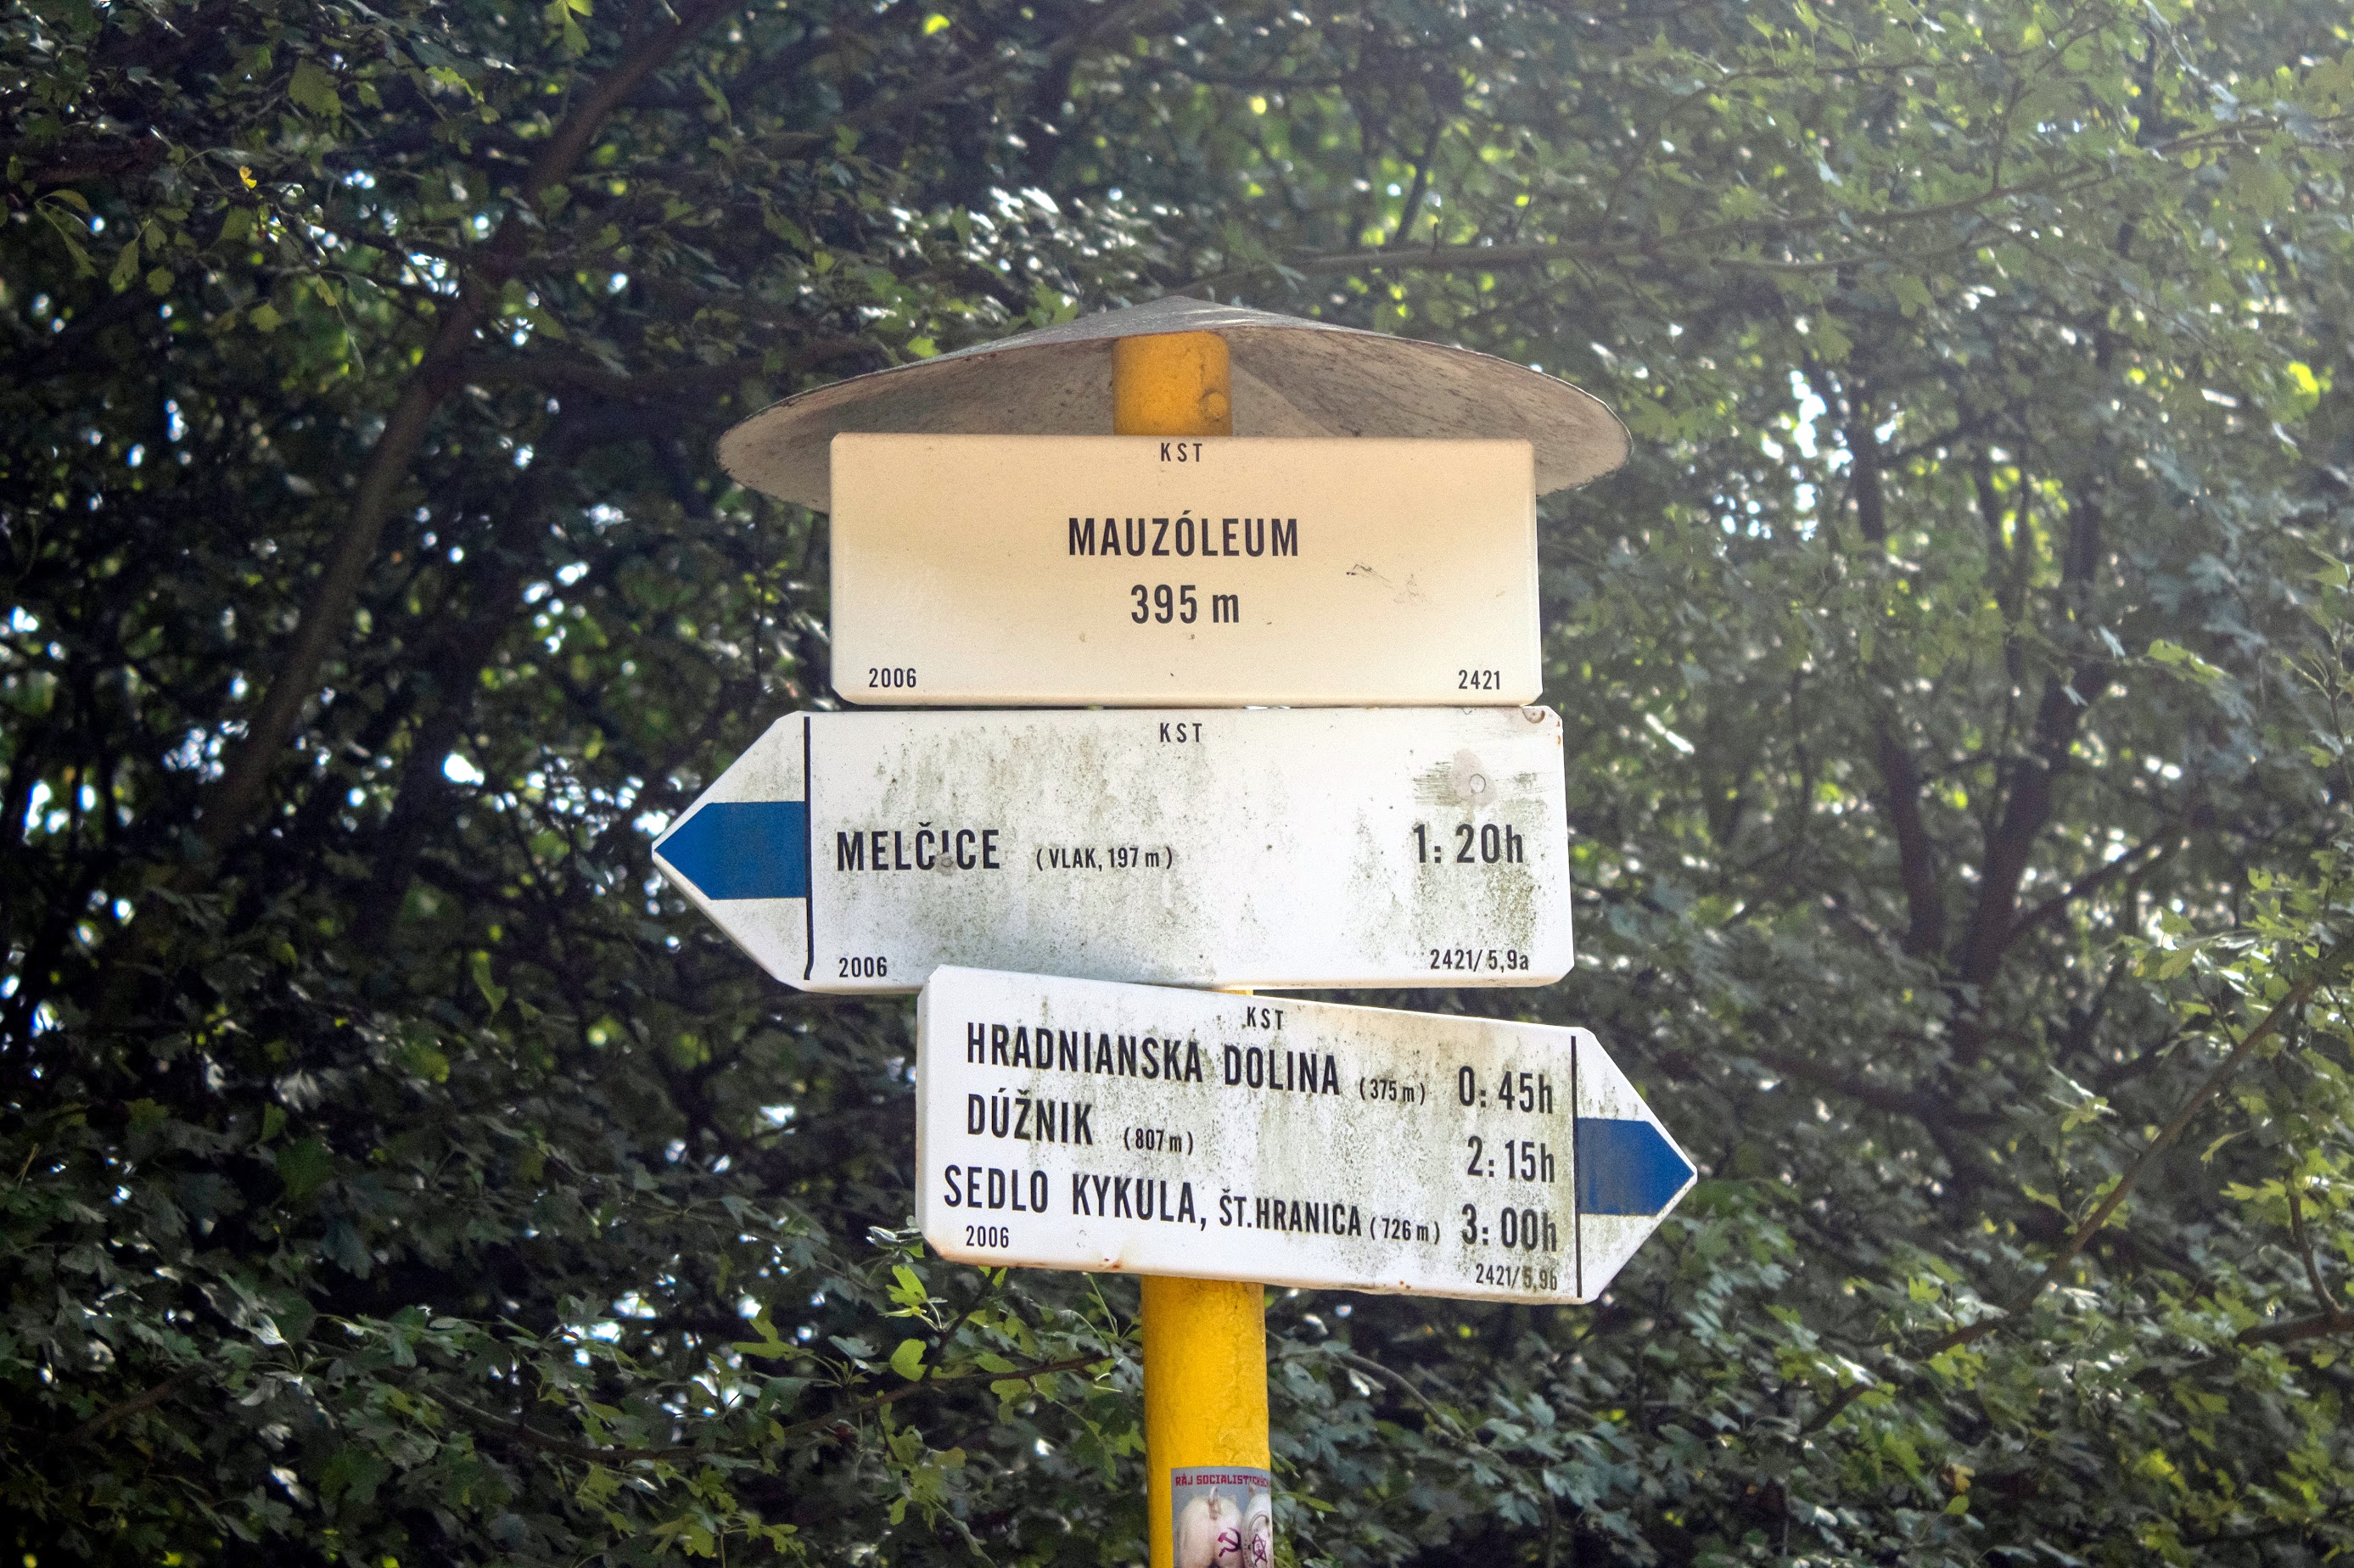 KST
MAUZÓLEUM
395 m
2006 2421
KST
MELČICE (VLAK, 197 m) 1:20h
2006 2421/5,9a
KST
HRADNIANSKA DOLINA (375 m) 0:45h
DÚŽNIK (807 m) 2:15h
SEDLO KYKULA, ŠT.HRANICA (726 m) 3:00h
2006 2421/5,9b
RÁJ